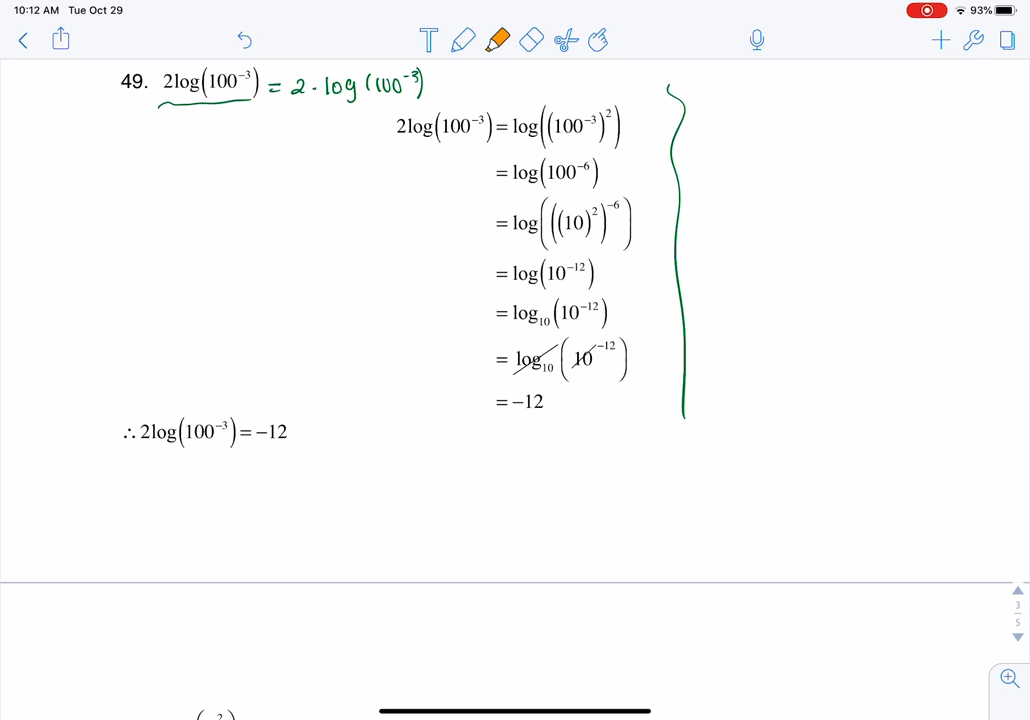 10:12 AM Tue Oct 29 93%
49. 2log(100⁻³) = 2 · log(100⁻³)
2log(100⁻³) = log((100⁻³)²)
= log(100⁻⁶)
= log(((10)²)⁻⁶)
= log(10⁻¹²)
= log₁₀(10⁻¹²)
= log₁₀(10⁻¹²)
= −12
∴ 2log(100⁻³) = −12
3
5